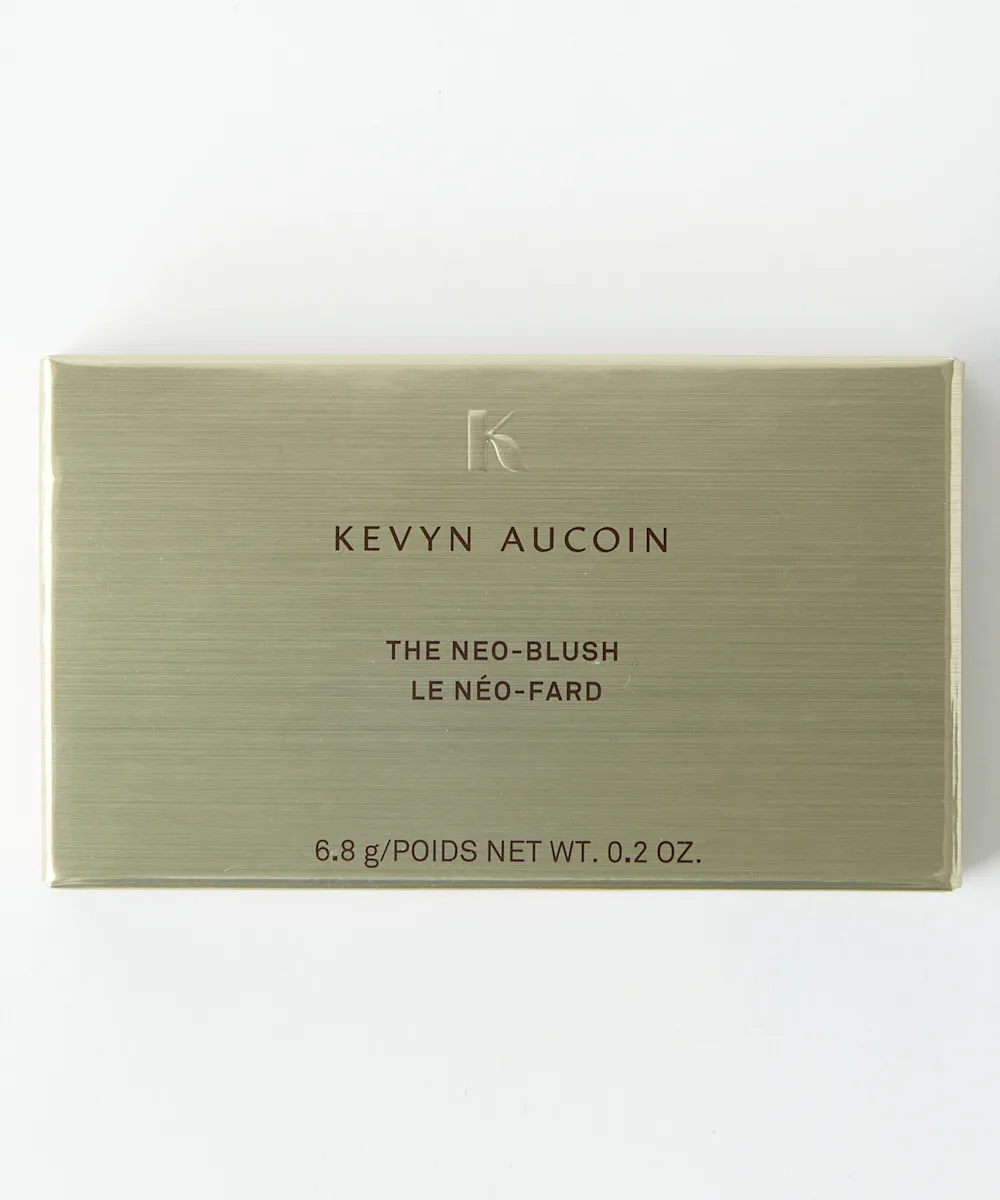 K
KEVYN AUCOIN
THE NEO-BLUSH
LE NÉO-FARD
6.8 g/POIDS NET WT. 0.2 OZ.